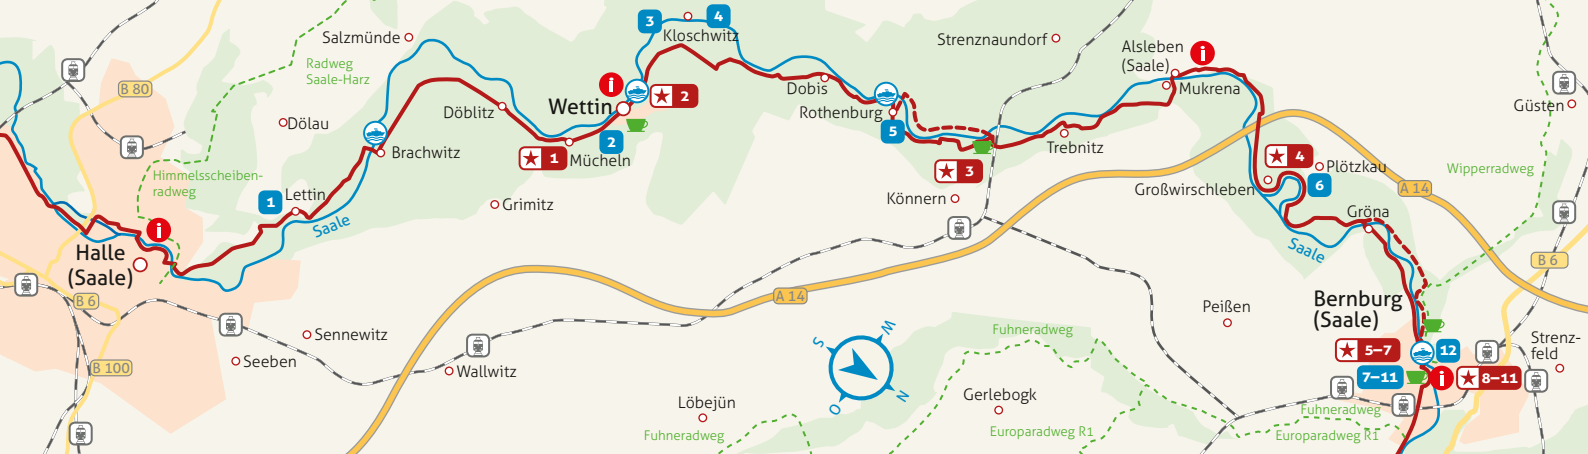 Salzmünde
B 80
Radweg
Saale-Harz
Dölau
Himmelsscheiben-
radweg
Brachwitz
Döblitz
1
Lettin
Saale
i
Halle
(Saale)
B 6
B 100
Sennewitz
Seeben
Wallwitz
Grimitz
3
4
Kloschwitz
i
Wettin
2
2
1
Mücheln
Dobis
Rothenburg
5
3
Können
Strenznaundorf
Alsleben
(Saale)
i
Mukrena
Trebnitz
4
Plötzkau
Großwirschleben
6
Gröna
Saale
A 14
Wipperradweg
Güsten
B 6
A 14
Peißen
Bernburg
(Saale)
5–7
12
7–11
i
8–11
Strenz-
feld
Fuhneradweg
Europaradweg R1
S
W
O
N
Fuhneradweg
Gerlebogk
Europaradweg R1
Löbejün
Fuhneradweg